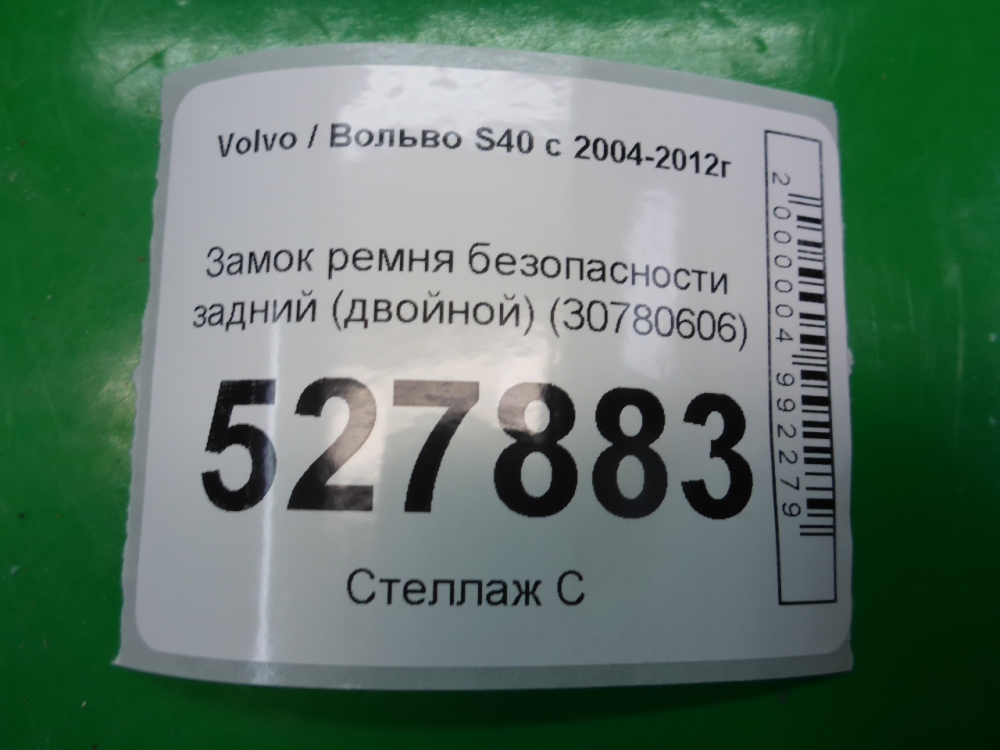 Volvo / Вольво S40 с 2004-2012г
Замок ремня безопасности
задний (двойной) (30780606)
527883
Стеллаж С
2000004992279